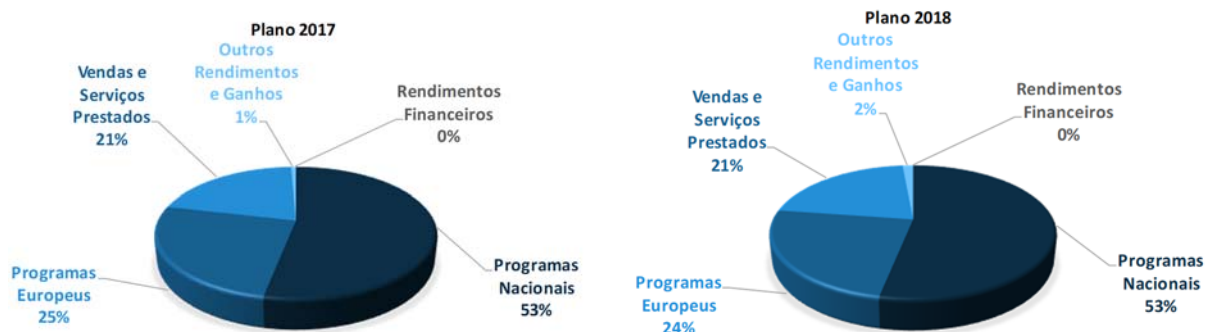 Plano 2017
Outros
Rendimentos
e Ganhos
1%
Vendas e
Serviços
Prestados
21%
Rendimentos
Financeiros
0%
Programas
Europeus
25%
Programas
Nacionais
53%
Plano 2018
Outros
Rendimentos
e Ganhos
2%
Vendas e
Serviços
Prestados
21%
Rendimentos
Financeiros
0%
Programas
Europeus
24%
Programas
Nacionais
53%